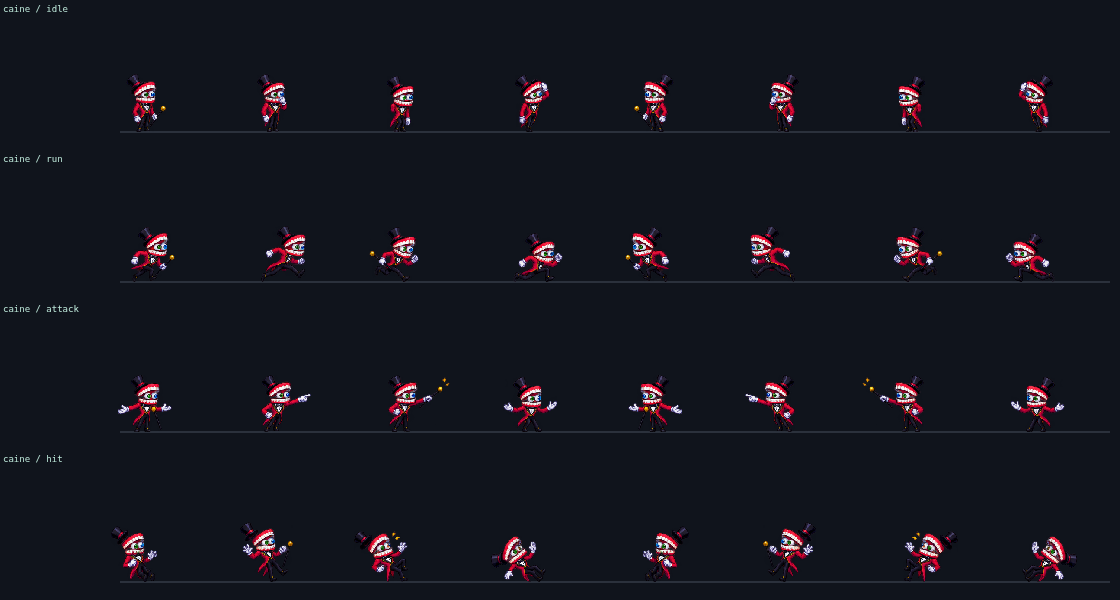 caine / idle
caine / run
caine / attack
caine / hit